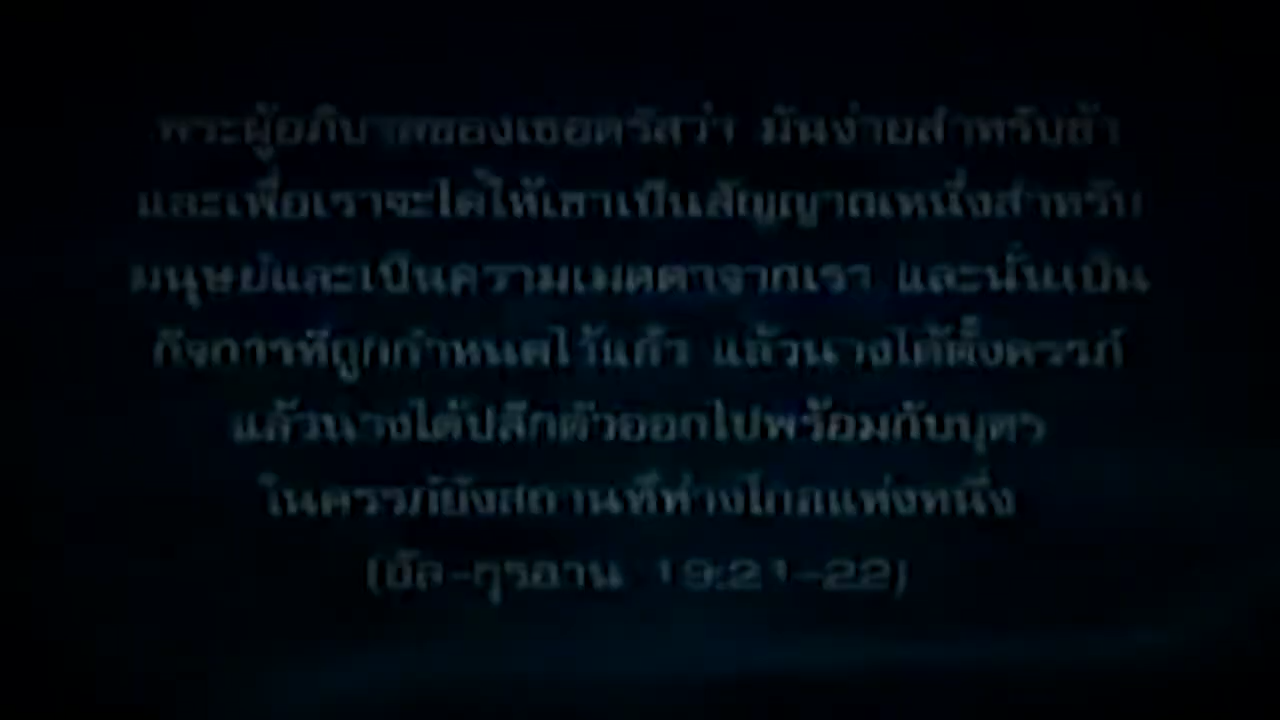 พระผู้อภิบาลของเธอตรัสว่า มันง่ายสำหรับข้า
และเพื่อเราจะได้ให้เขาเป็นสัญญาณหนึ่งสำหรับ
มนุษย์และเป็นความเมตตาจากเรา และนั่นเป็น
กิจการที่ถูกกำหนดไว้แล้ว แล้วนางได้ตั้งครรภ์
แล้วนางได้ปลีกตัวออกไปพร้อมกับบุตร
ในครรภ์ยังสถานที่ห่างไกลแห่งหนึ่ง
(อัล-กุรอาน 19:21-22)